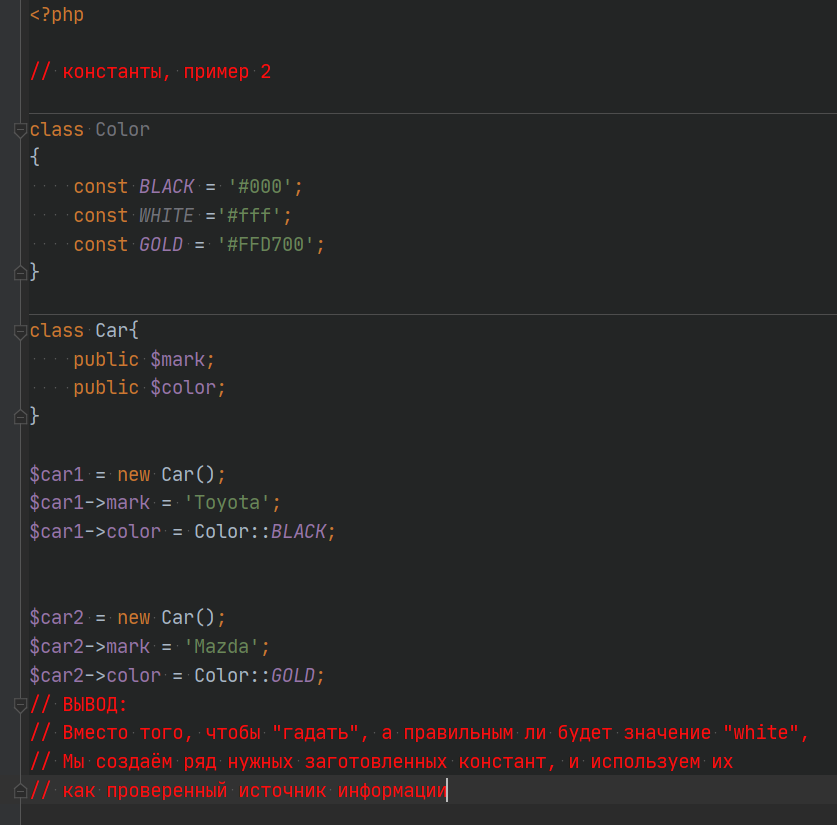 <?php
// константы, пример 2
class Color
{
const BLACK = '#000';
const WHITE ='#fff';
const GOLD = '#FFD700';
}
class Car{
public $mark;
public $color;
}
$car1 = new Car();
$car1->mark = 'Toyota';
$car1->color = Color::BLACK;
$car2 = new Car();
$car2->mark = 'Mazda';
$car2->color = Color::GOLD;
// ВЫВОД:
// Вместо того, чтобы "гадать", а правильным ли будет значение "white",
// Мы создаём ряд нужных заготовленных констант, и используем их
// как проверенный источник информации